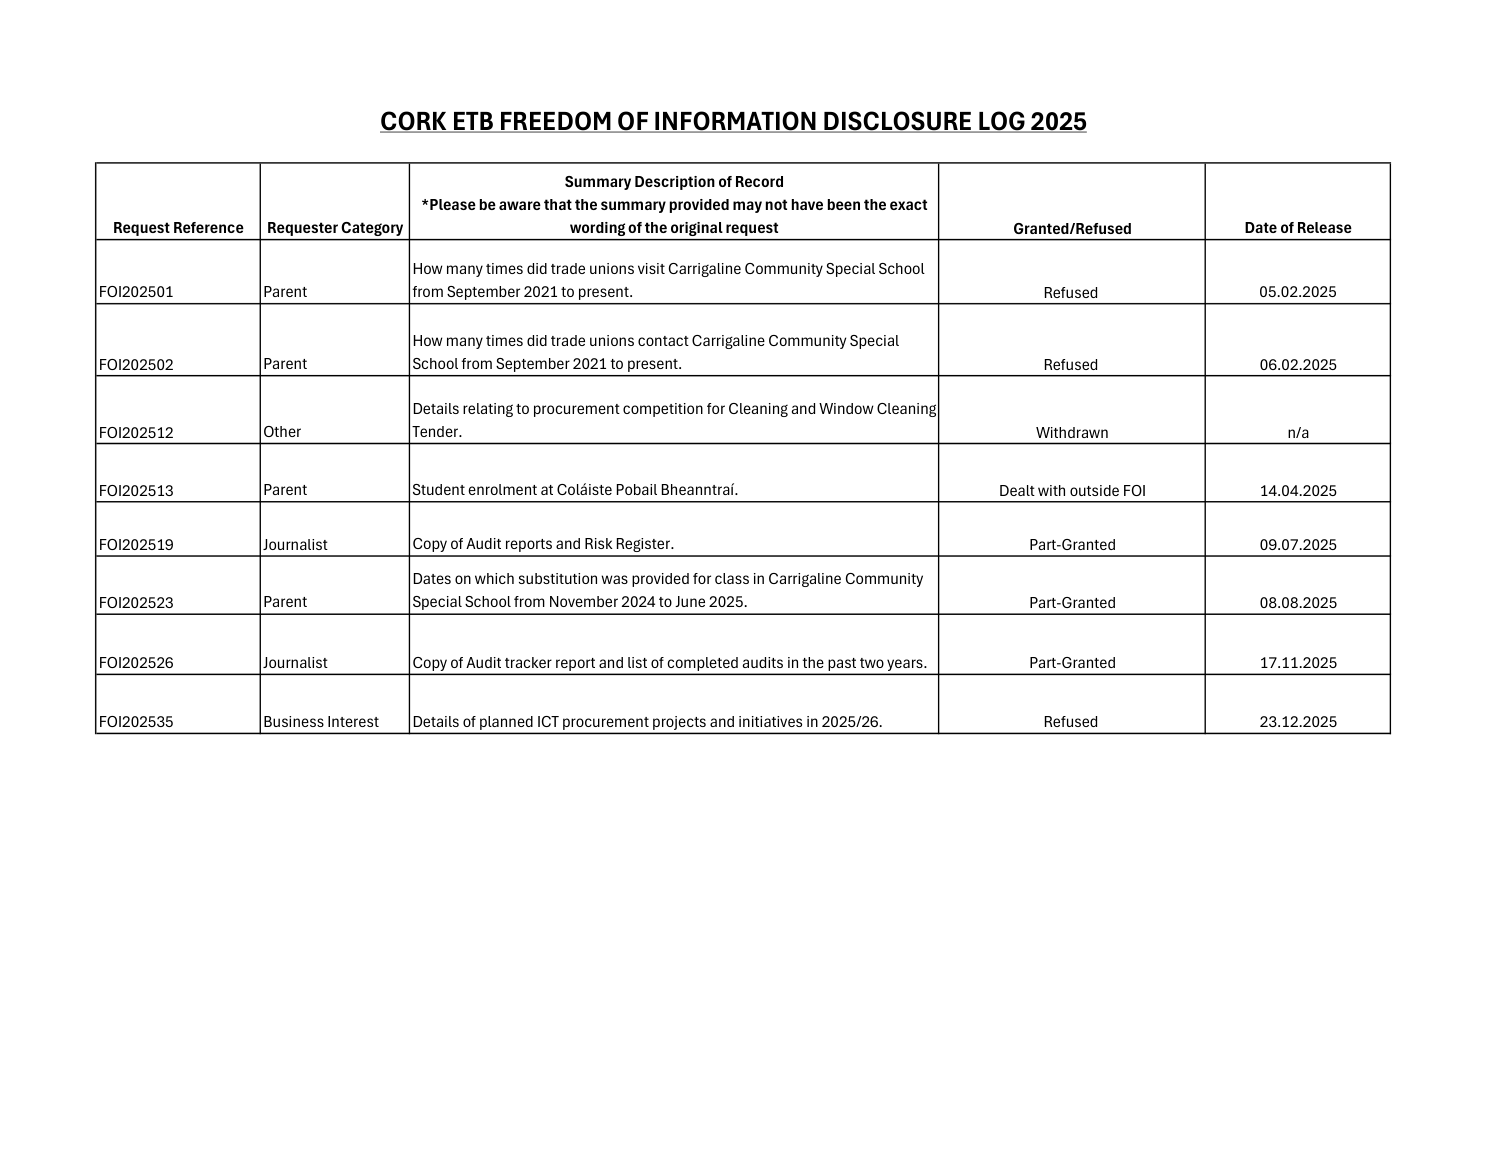 CORK ETB FREEDOM OF INFORMATION DISCLOSURE LOG 2025
Request Reference
Requester Category
Summary Description of Record
*Please be aware that the summary provided may not have been the exact
wording of the original request
Granted/Refused
Date of Release
FOI202501
Parent
How many times did trade unions visit Carrigaline Community Special School
from September 2021 to present.
Refused
05.02.2025
FOI202502
Parent
How many times did trade unions contact Carrigaline Community Special
School from September 2021 to present.
Refused
06.02.2025
FOI202512
Other
Details relating to procurement competition for Cleaning and Window Cleaning
Tender.
Withdrawn
n/a
FOI202513
Parent
Student enrolment at Coláiste Pobail Bheanntraí.
Dealt with outside FOI
14.04.2025
FOI202519
Journalist
Copy of Audit reports and Risk Register.
Part-Granted
09.07.2025
FOI202523
Parent
Dates on which substitution was provided for class in Carrigaline Community
Special School from November 2024 to June 2025.
Part-Granted
08.08.2025
FOI202526
Journalist
Copy of Audit tracker report and list of completed audits in the past two years.
Part-Granted
17.11.2025
FOI202535
Business Interest
Details of planned ICT procurement projects and initiatives in 2025/26.
Refused
23.12.2025